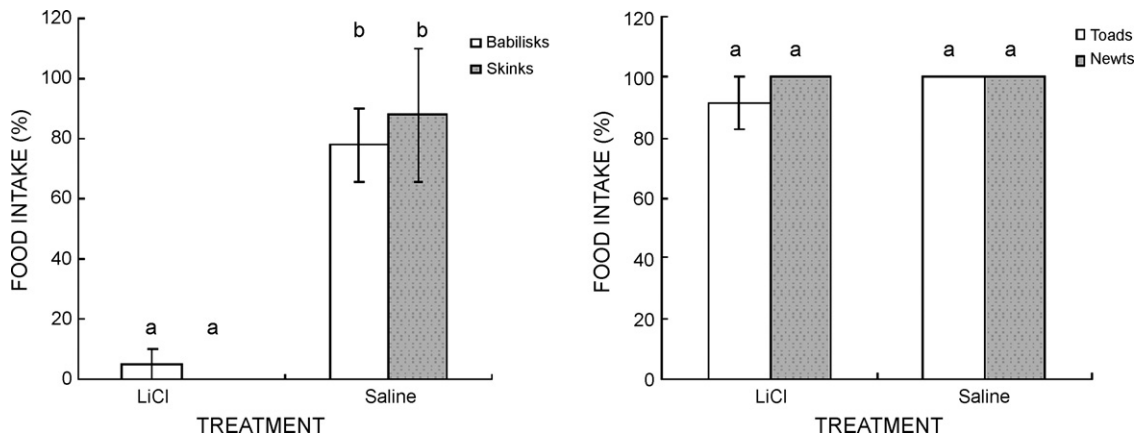 120
100
80
60
40
20
0
FOOD INTAKE (%)
a a
b b
Babilisks
Skinks
LiCl Saline
TREATMENT
120
100
80
60
40
20
0
FOOD INTAKE (%)
a a a a
Toads
Newts
LiCl Saline
TREATMENT